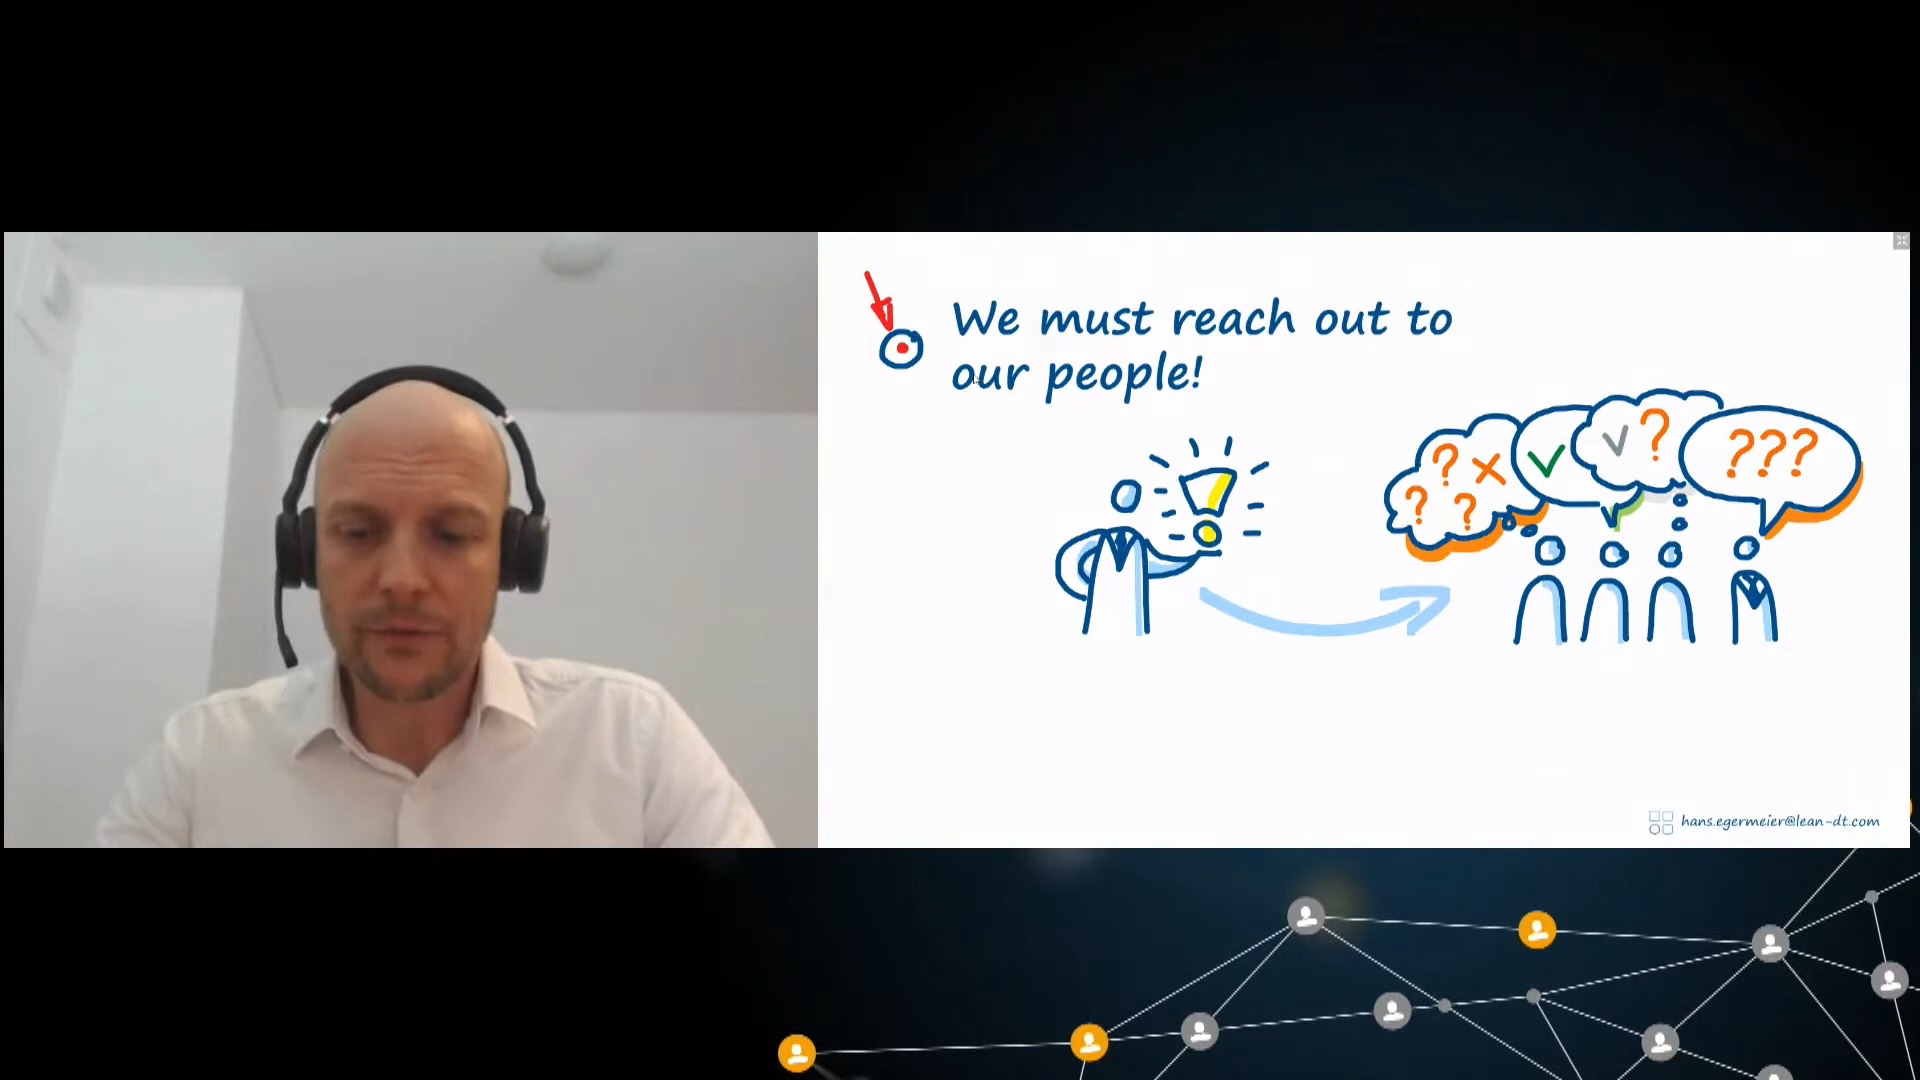 We must reach out to
our people!
? X
? ?
?
???
hans.egermeier@lean-dt.com